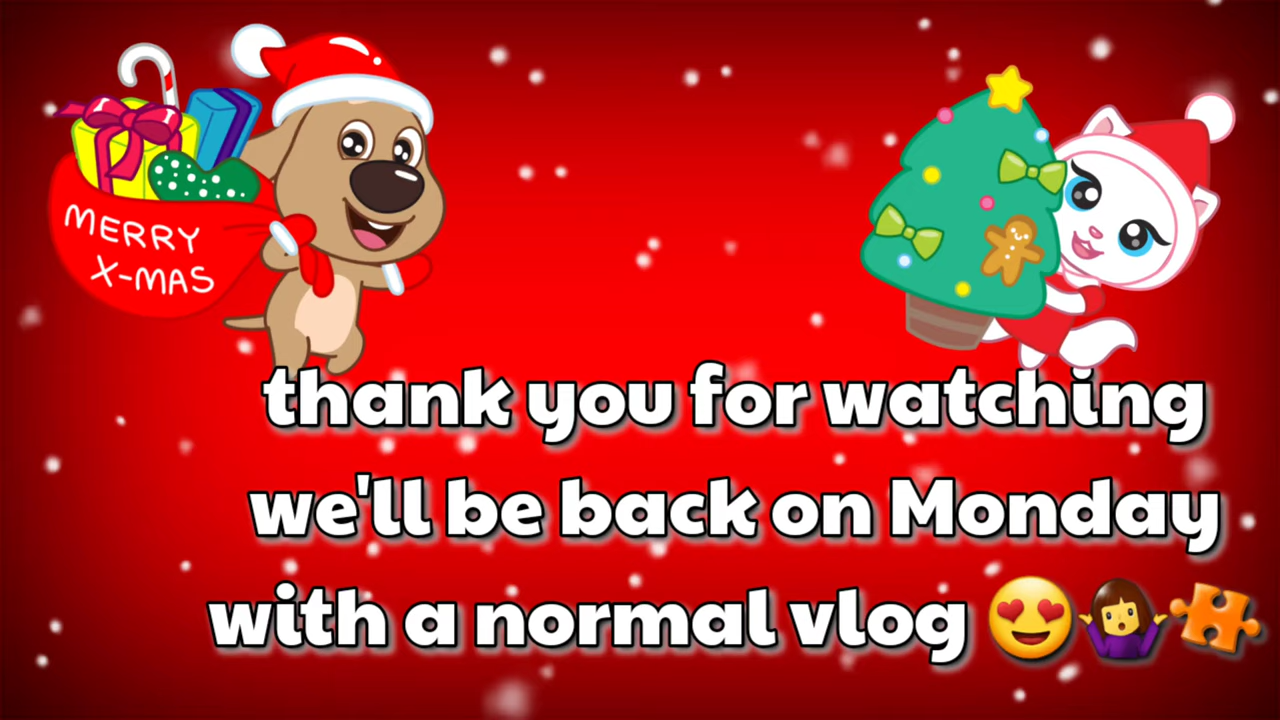 MERRY
X-MAS
thank you for watching
we'll be back on Monday
with a normal vlog 😍🤷‍♀️🧩